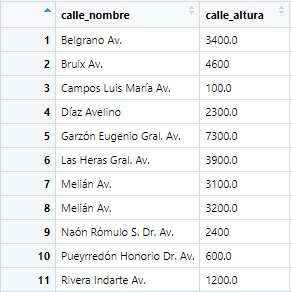 calle_nombre calle_altura
1 Belgrano Av. 3400.0
2 Bruix Av. 4600
3 Campos Luis María Av. 100.0
4 Díaz Avelino 2300.0
5 Garzón Eugenio Gral. Av. 7300.0
6 Las Heras Gral. Av. 3900.0
7 Melián Av. 3100.0
8 Melián Av. 3200.0
9 Naón Rómulo S. Dr. Av. 2400
10 Pueyrredón Honorio Dr. Av. 600.0
11 Rivera Indarte Av. 1200.0